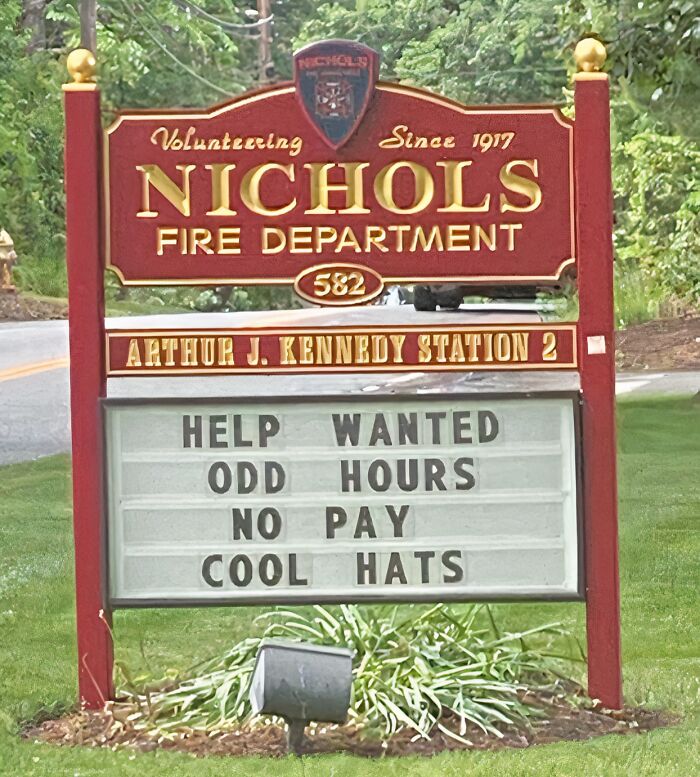 NICHOLS
Volunteering Since 1917
NICHOLS
FIRE DEPARTMENT
582
ARTHUR J. KENNEDY STATION 2
HELP WANTED
ODD HOURS
NO PAY
COOL HATS